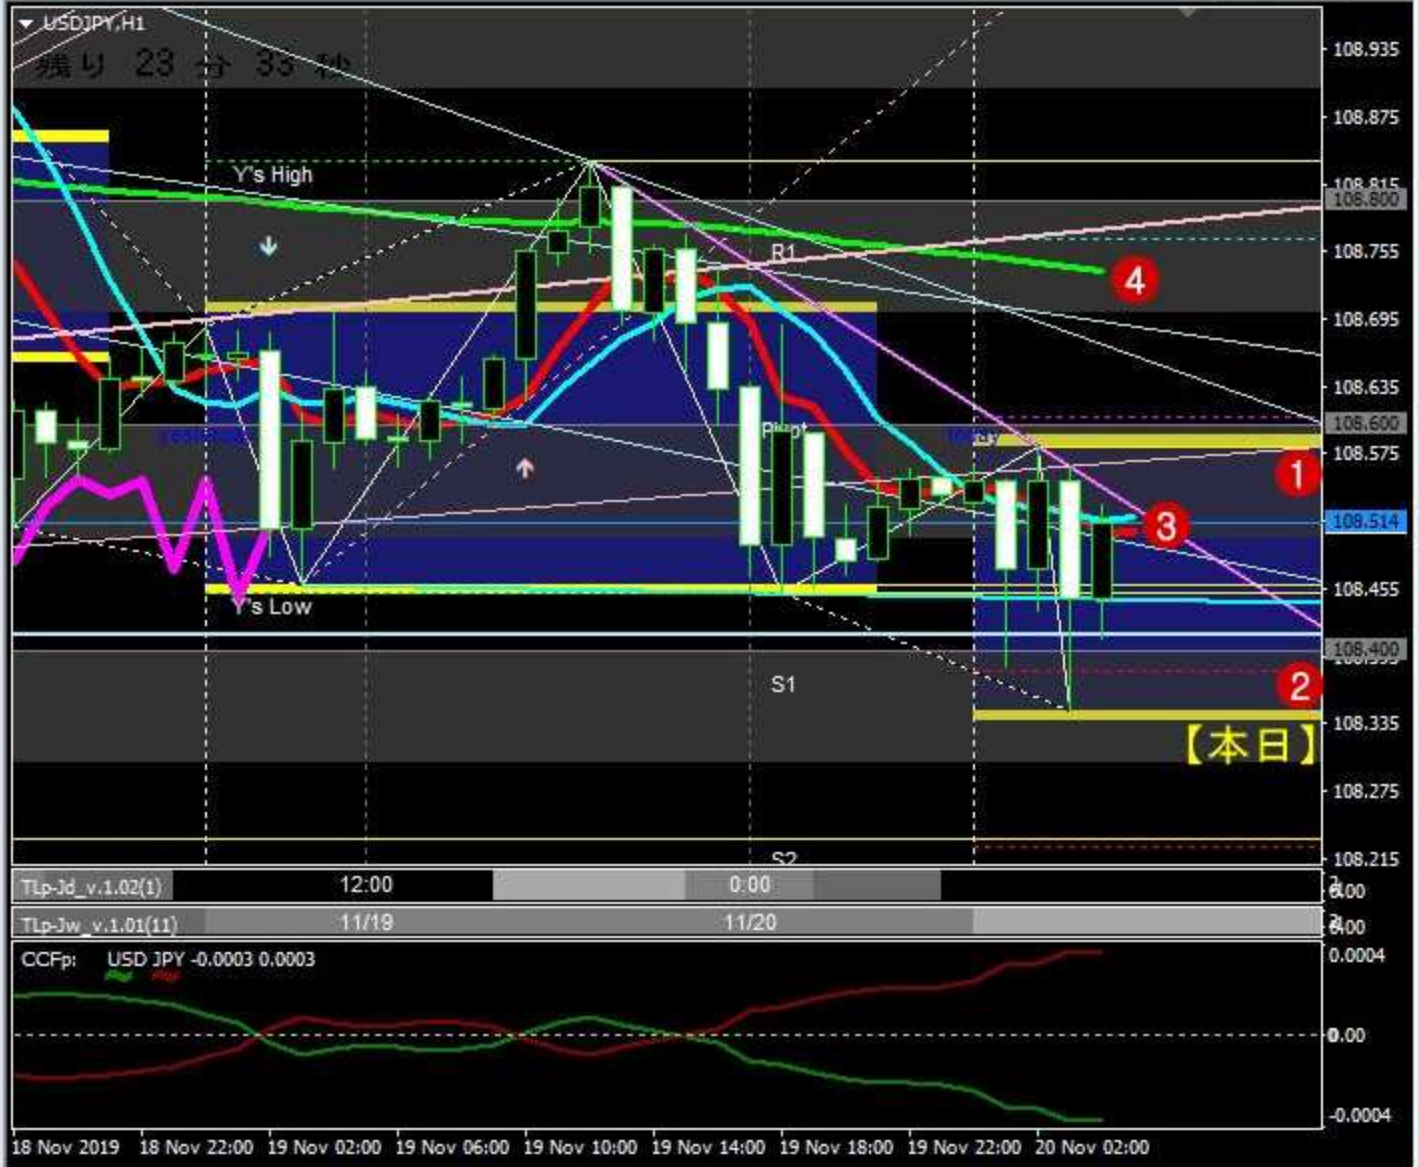 USDJPY,H1
残り 23 分 33 秒
108.935
108.875
108.815
108.800
Y's High
R1
108.755
4
108.695
108.635
108.600
yesterday
Pivot
today
108.575
1
108.514
3
108.455
Y's Low
108.400
S1
2
108.335
【本日】
108.275
S2
108.215
TLp-Jd_v.1.02(1)
12:00
0:00
TLp-Jw_v.1.01(11)
11/19
11/20
CCFp: USD JPY -0.0003 0.0003
0.0004
0.00
-0.0004
18 Nov 2019 18 Nov 22:00 19 Nov 02:00 19 Nov 06:00 19 Nov 10:00 19 Nov 14:00 19 Nov 18:00 19 Nov 22:00 20 Nov 02:00